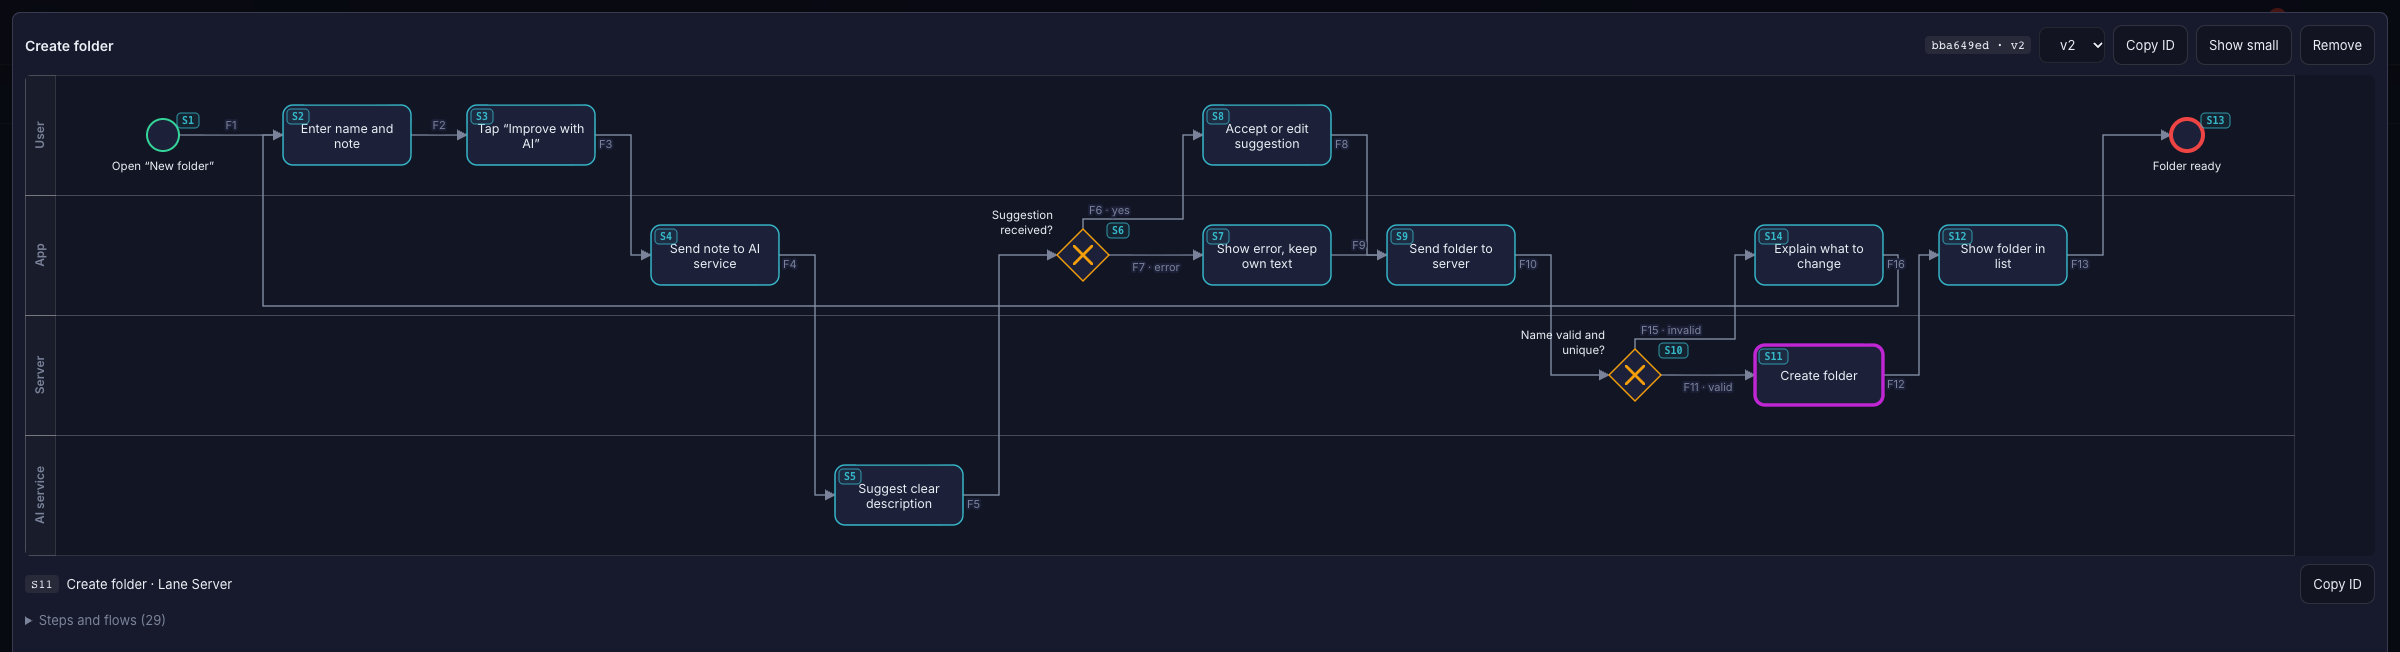 Create folder
bba649ed · v2
v2
Copy ID
Show small
Remove
User
S1
Open “New folder”
F1
S2
Enter name and
note
F2
S3
Tap “Improve with
AI”
F3
S8
Accept or edit
suggestion
F8
S13
Folder ready
App
S4
Send note to AI
service
F4
Suggestion
received?
F6 · yes
S6
F7 · error
S7
Show error, keep
own text
F9
S9
Send folder to
server
F10
S14
Explain what to
change
F16
S12
Show folder in
list
F13
Server
Name valid and
unique?
F15 · invalid
S10
F11 · valid
S11
Create folder
F12
AI service
S5
Suggest clear
description
F5
S11 Create folder · Lane Server
Copy ID
Steps and flows (29)